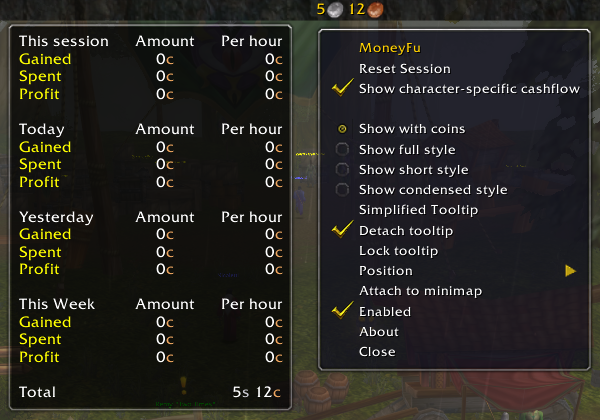 5 12
This session Amount Per hour
Gained 0c 0c
Spent 0c 0c
Profit 0c 0c
Today Amount Per hour
Gained 0c 0c
Spent 0c 0c
Profit 0c 0c
Yesterday Amount Per hour
Gained 0c 0c
Spent 0c 0c
Profit 0c 0c
This Week Amount Per hour
Gained 0c 0c
Spent 0c 0c
Profit 0c 0c
Total 5s 12c
MoneyFu
Reset Session
Show character-specific cashflow
Show with coins
Show full style
Show short style
Show condensed style
Simplified Tooltip
Detach tooltip
Lock tooltip
Position
Attach to minimap
Enabled
About
Close